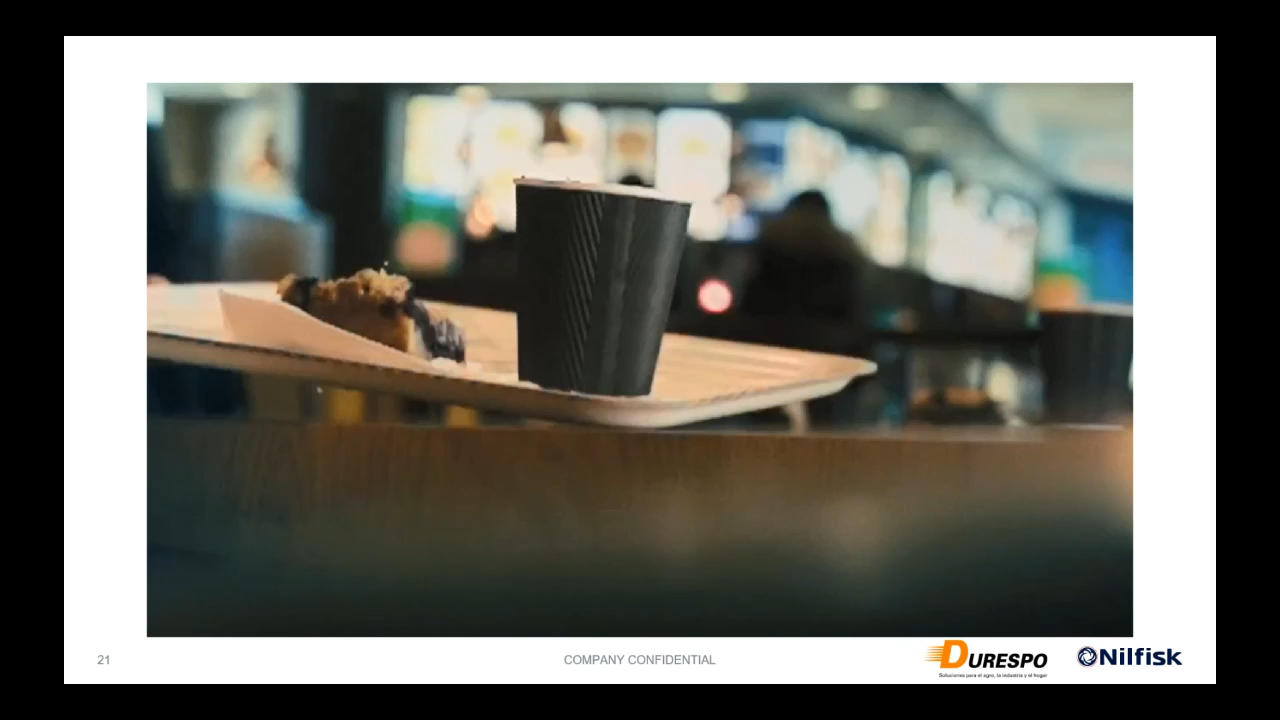 21
COMPANY CONFIDENTIAL
DURESPO
Soluciones para el agro, la industria y el hogar
Nilfisk